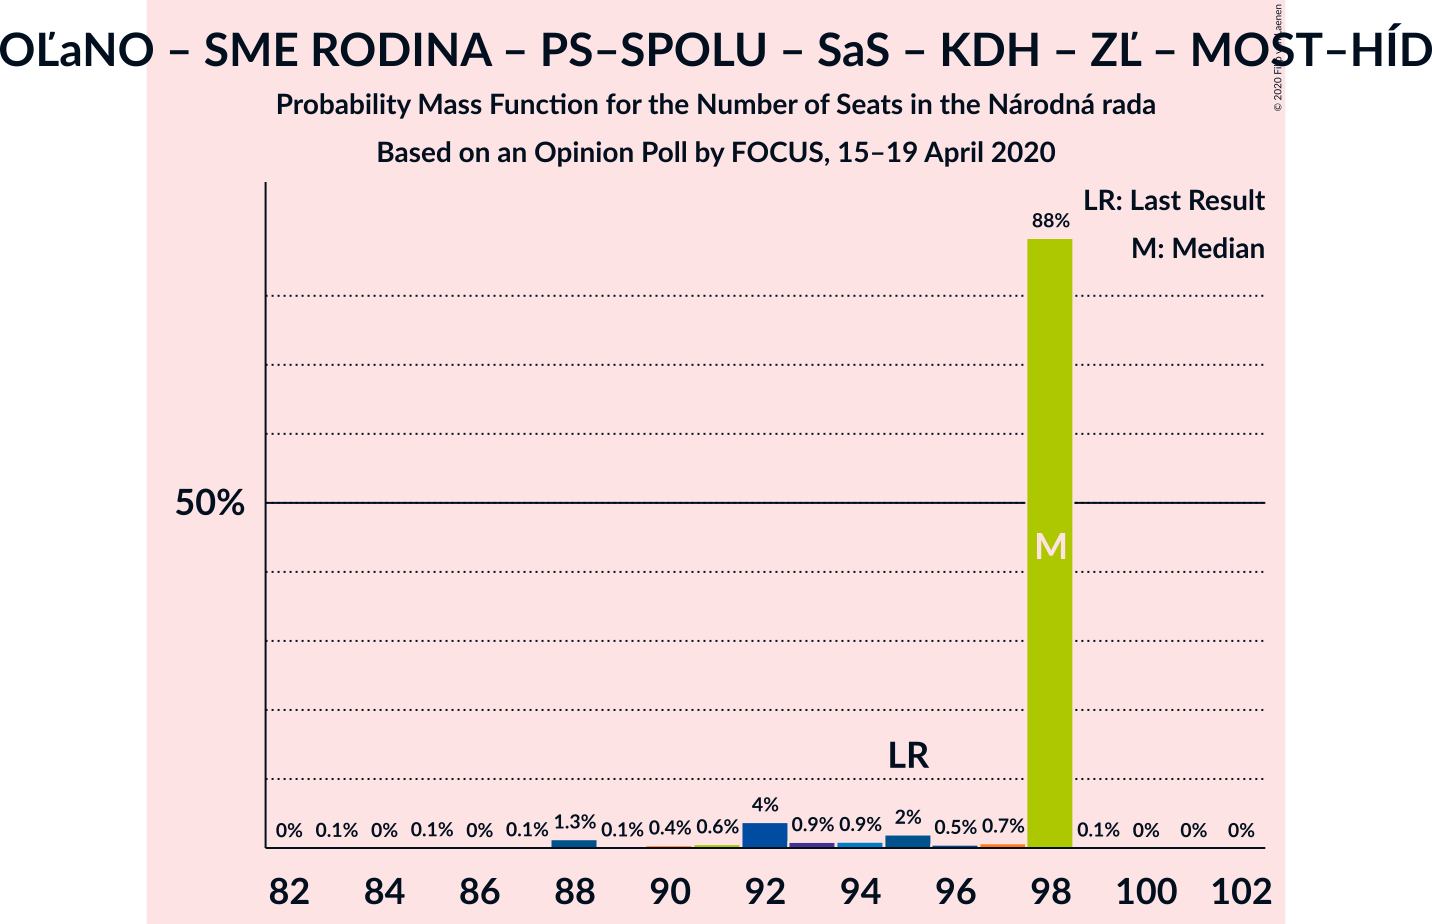 OĽaNO – SME RODINA – PS–SPOLU – SaS – KDH – ZĽ – MOST–HÍD
Probability Mass Function for the Number of Seats in the Národná rada
Based on an Opinion Poll by FOCUS, 15–19 April 2020
© 2020
LR: Last Result
M: Median
88%
50%
M
LR
0% 0.1% 0% 0.1% 0% 0.1% 1.3% 0.1% 0.4% 0.6% 4% 0.9% 0.9% 2% 0.5% 0.7% 0.1% 0% 0% 0%
82 84 86 88 90 92 94 96 98 100 102